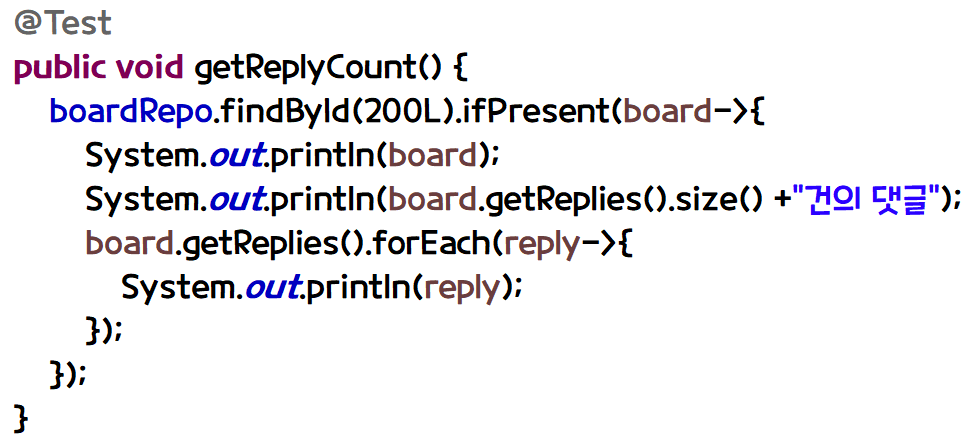 @Test
public void getReplyCount() {
boardRepo.findById(200L).ifPresent(board->{
System.out.println(board);
System.out.println(board.getReplies().size() +"건의 댓글");
board.getReplies().forEach(reply->{
System.out.println(reply);
});
});
}